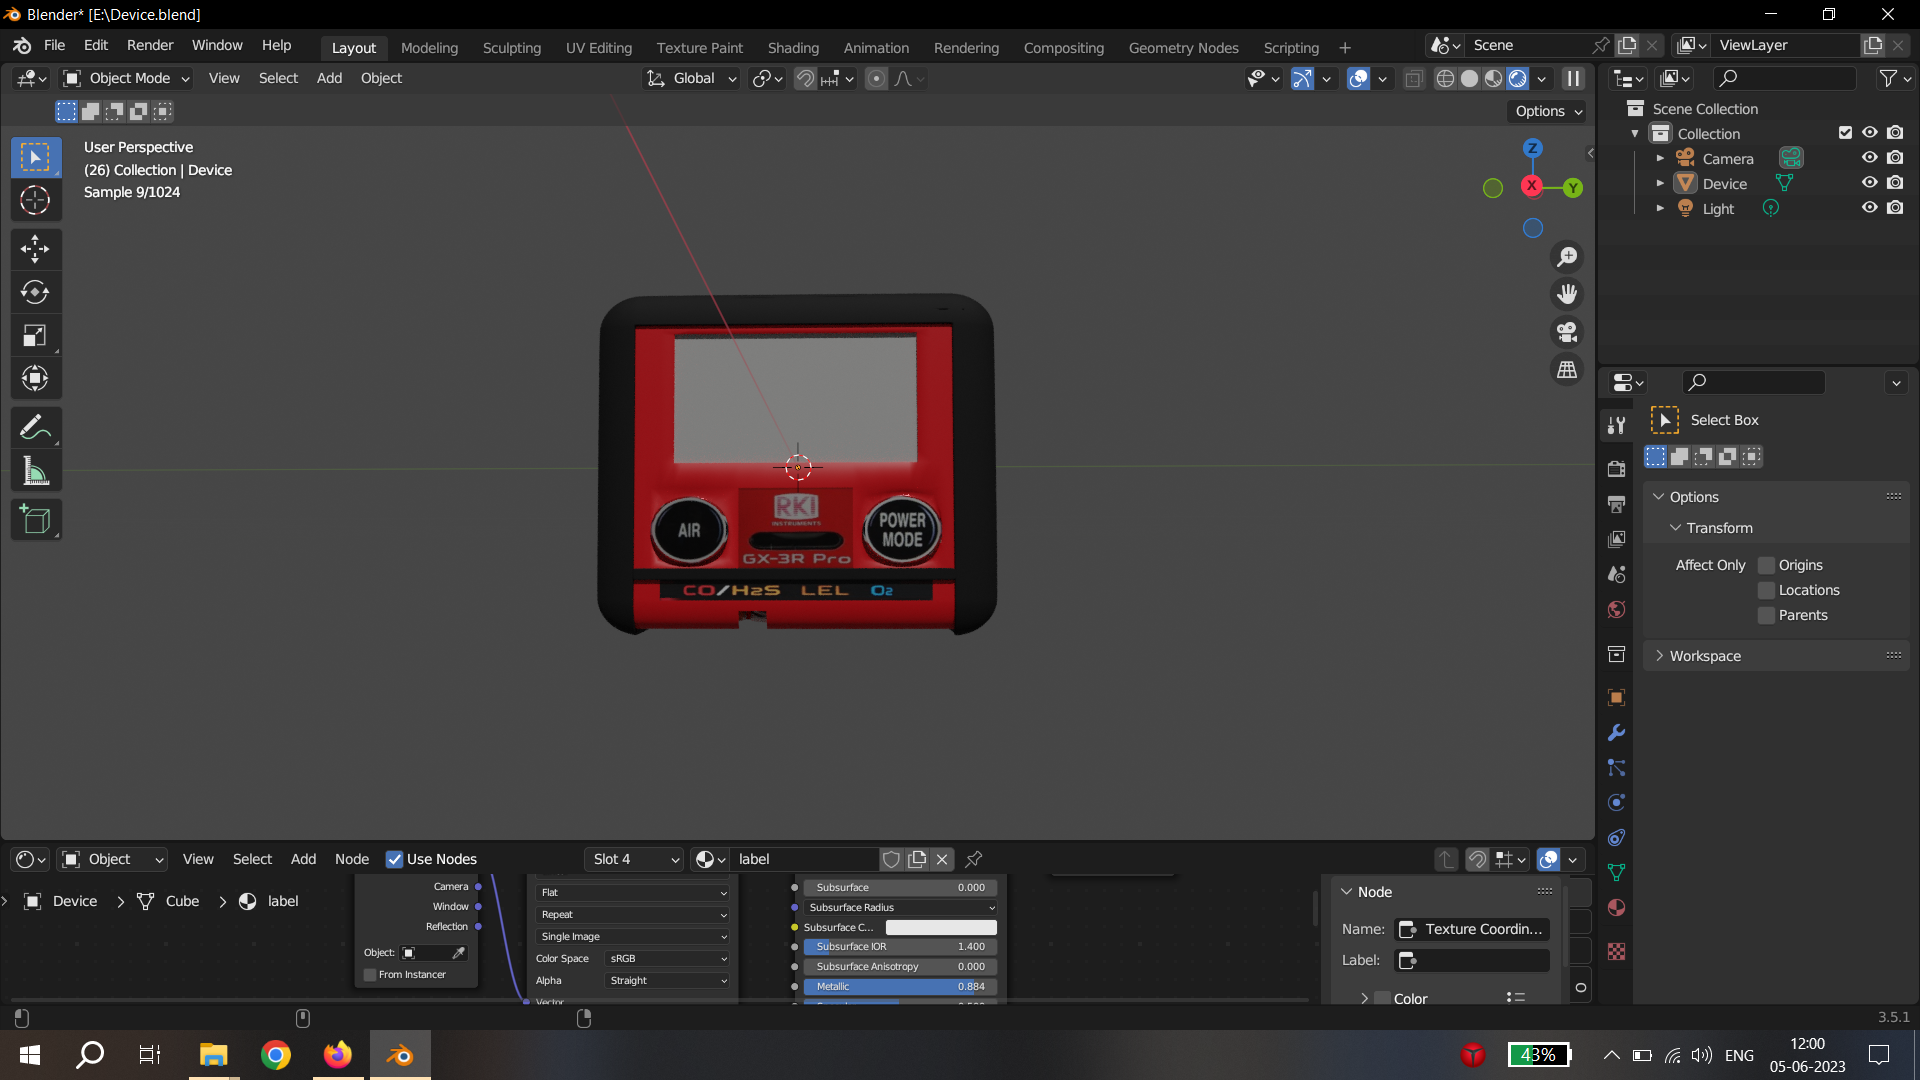 Blender* [E:\Device.blend]
File Edit Render Window Help
Layout Modeling Sculpting UV Editing Texture Paint Shading Animation Rendering Compositing Geometry Nodes Scripting +
Scene
ViewLayer
Object Mode View Select Add Object
Global
Options
User Perspective
(26) Collection | Device
Sample 9/1024
Z
X
Y
RKI
INSTRUMENTS
AIR
POWER
MODE
GX-3R Pro
CO/H2S LEL O2
Scene Collection
Collection
Camera
Device
Light
Select Box
Options
Transform
Affect Only Origins
Locations
Parents
Workspace
Object View Select Add Node Use Nodes
Slot 4
label
Device > Cube > label
Camera
Window
Reflection
Object:
From Instancer
Flat
Repeat
Single Image
Color Space sRGB
Alpha Straight
Vector
Subsurface 0.000
Subsurface Radius
Subsurface C...
Subsurface IOR 1.400
Subsurface Anisotropy 0.000
Metallic 0.884
Node
Name: Texture Coordin...
Label:
Color
3.5.1
43%
ENG
12:00
05-06-2023